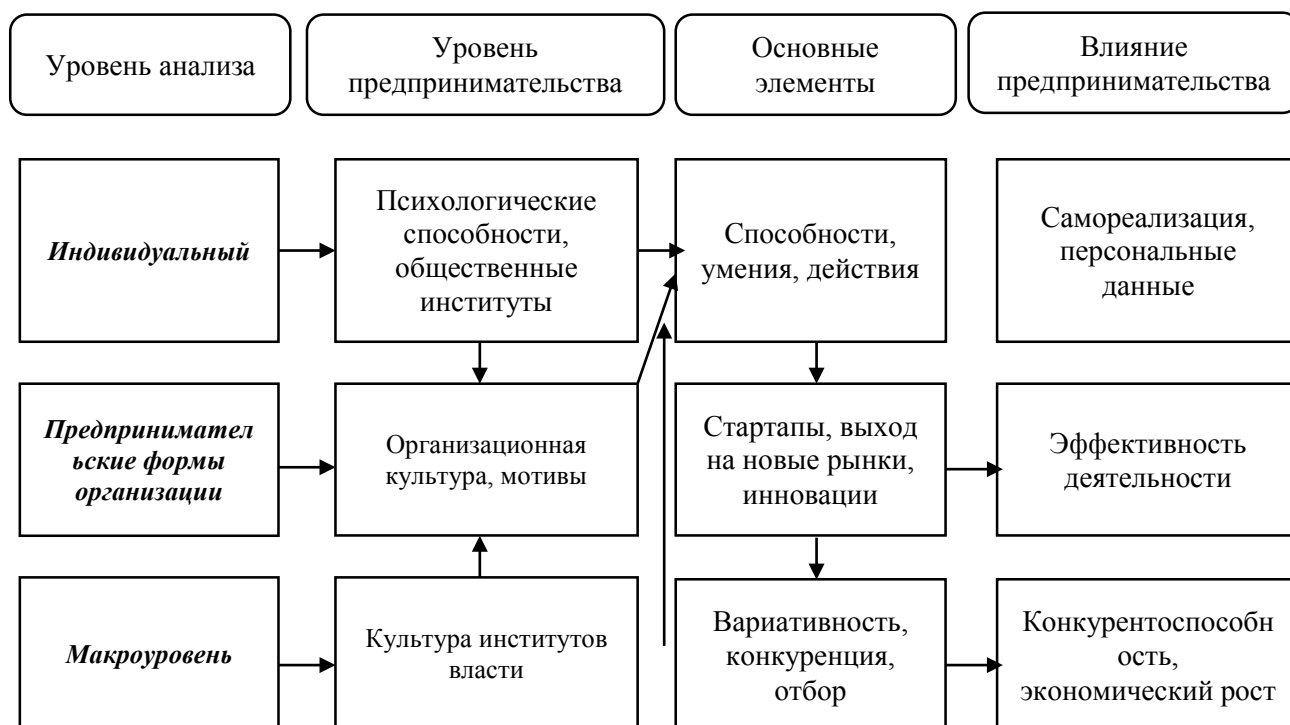 Уровень анализа
Уровень
предпринимательства
Основные
элементы
Влияние
предпринимательства
Индивидуальный
Психологические
способности,
общественные
институты
Способности,
умения, действия
Самореализация,
персональные
данные
Предпринимател
ьские формы
организации
Организационная
культура, мотивы
Стартапы, выход
на новые рынки,
инновации
Эффективность
деятельности
Макроуровень
Культура институтов
власти
Вариативность,
конкуренция,
отбор
Конкурентоспособн
ость,
экономический рост